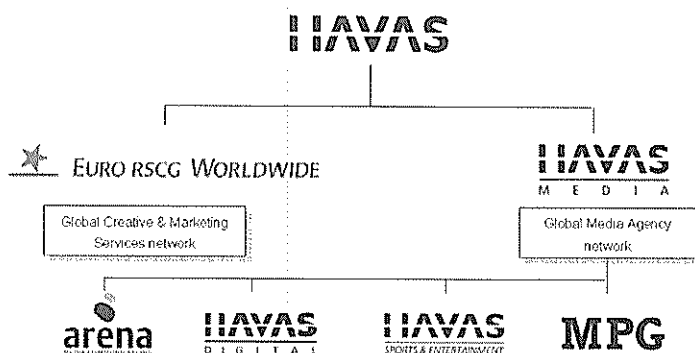 HAVAS
EURO RSCG WORLDWIDE
HAVAS
MEDIA
Global Creative & Marketing
Services network
Global Media Agency
network
arena
HAVAS
DIGITAL
HAVAS
SPORTS & ENTERTAINMENT
MPG